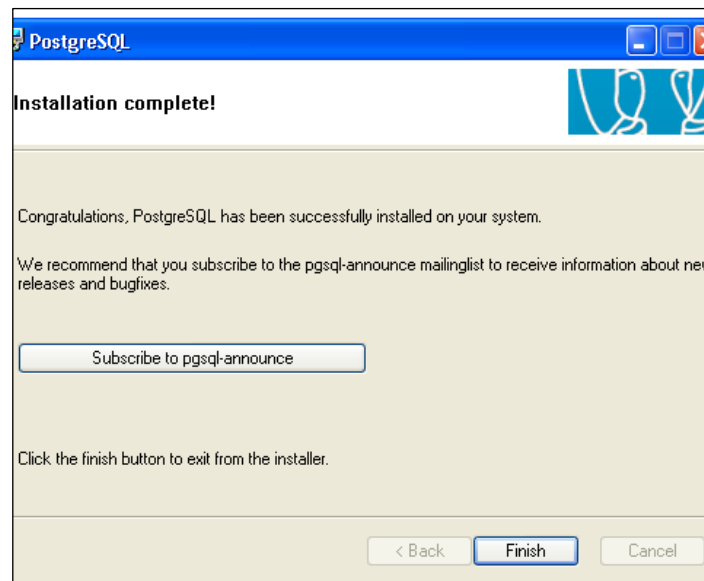 PostgreSQL
Installation complete!
Congratulations, PostgreSQL has been successfully installed on your system.
We recommend that you subscribe to the pgsql-announce mailinglist to receive information about
releases and bugfixes.
Subscribe to pgsql-announce
Click the finish button to exit from the installer.
< Back
Finish
Cancel